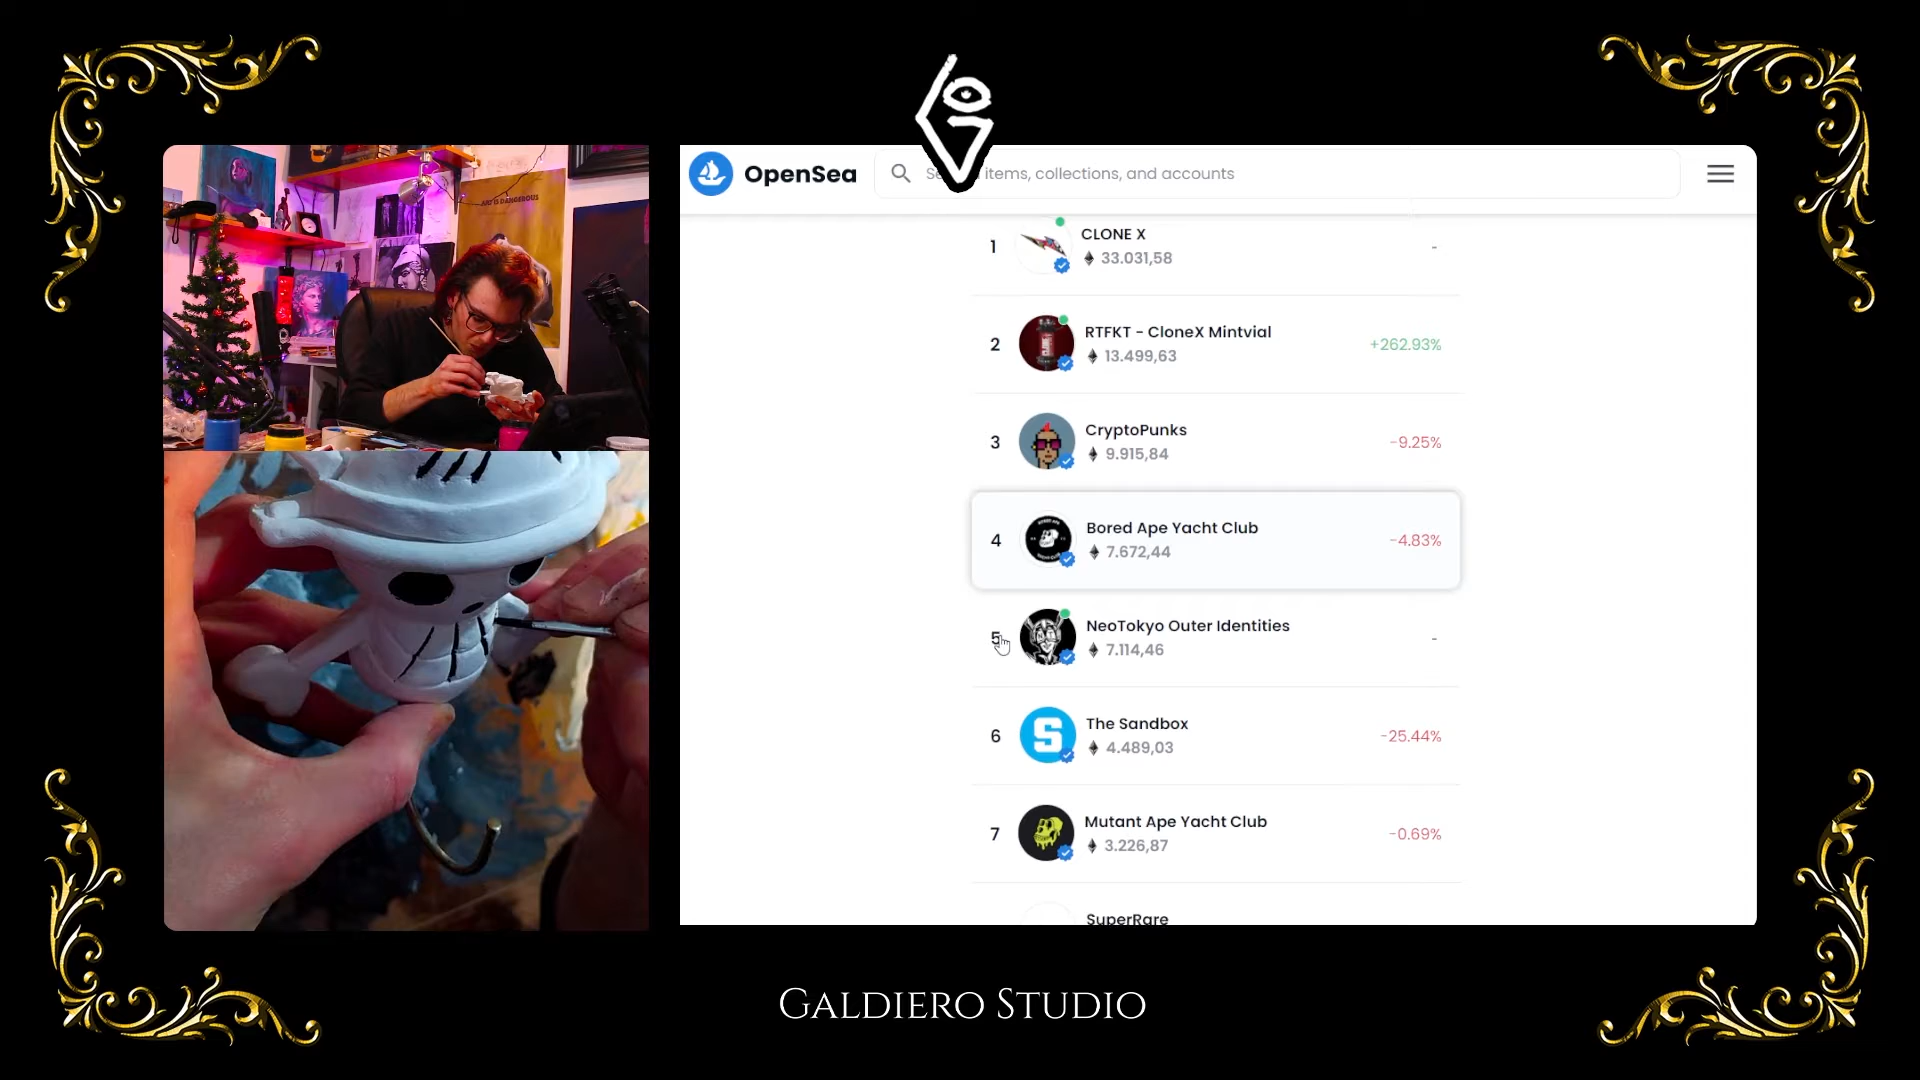 ART IS DANGEROUS
OpenSea
items, collections, and accounts
1
CLONE X
33.031,58
-
2
RTFKT - CloneX Mintvial
13.499,63
+262.93%
3
CryptoPunks
9.915,84
-9.25%
4
Bored Ape Yacht Club
7.672,44
-4.83%
5
NeoTokyo Outer Identities
7.114,46
-
6
S
The Sandbox
4.489,03
-25.44%
7
Mutant Ape Yacht Club
3.226,87
-0.69%
SuperRare
GALDIERO STUDIO